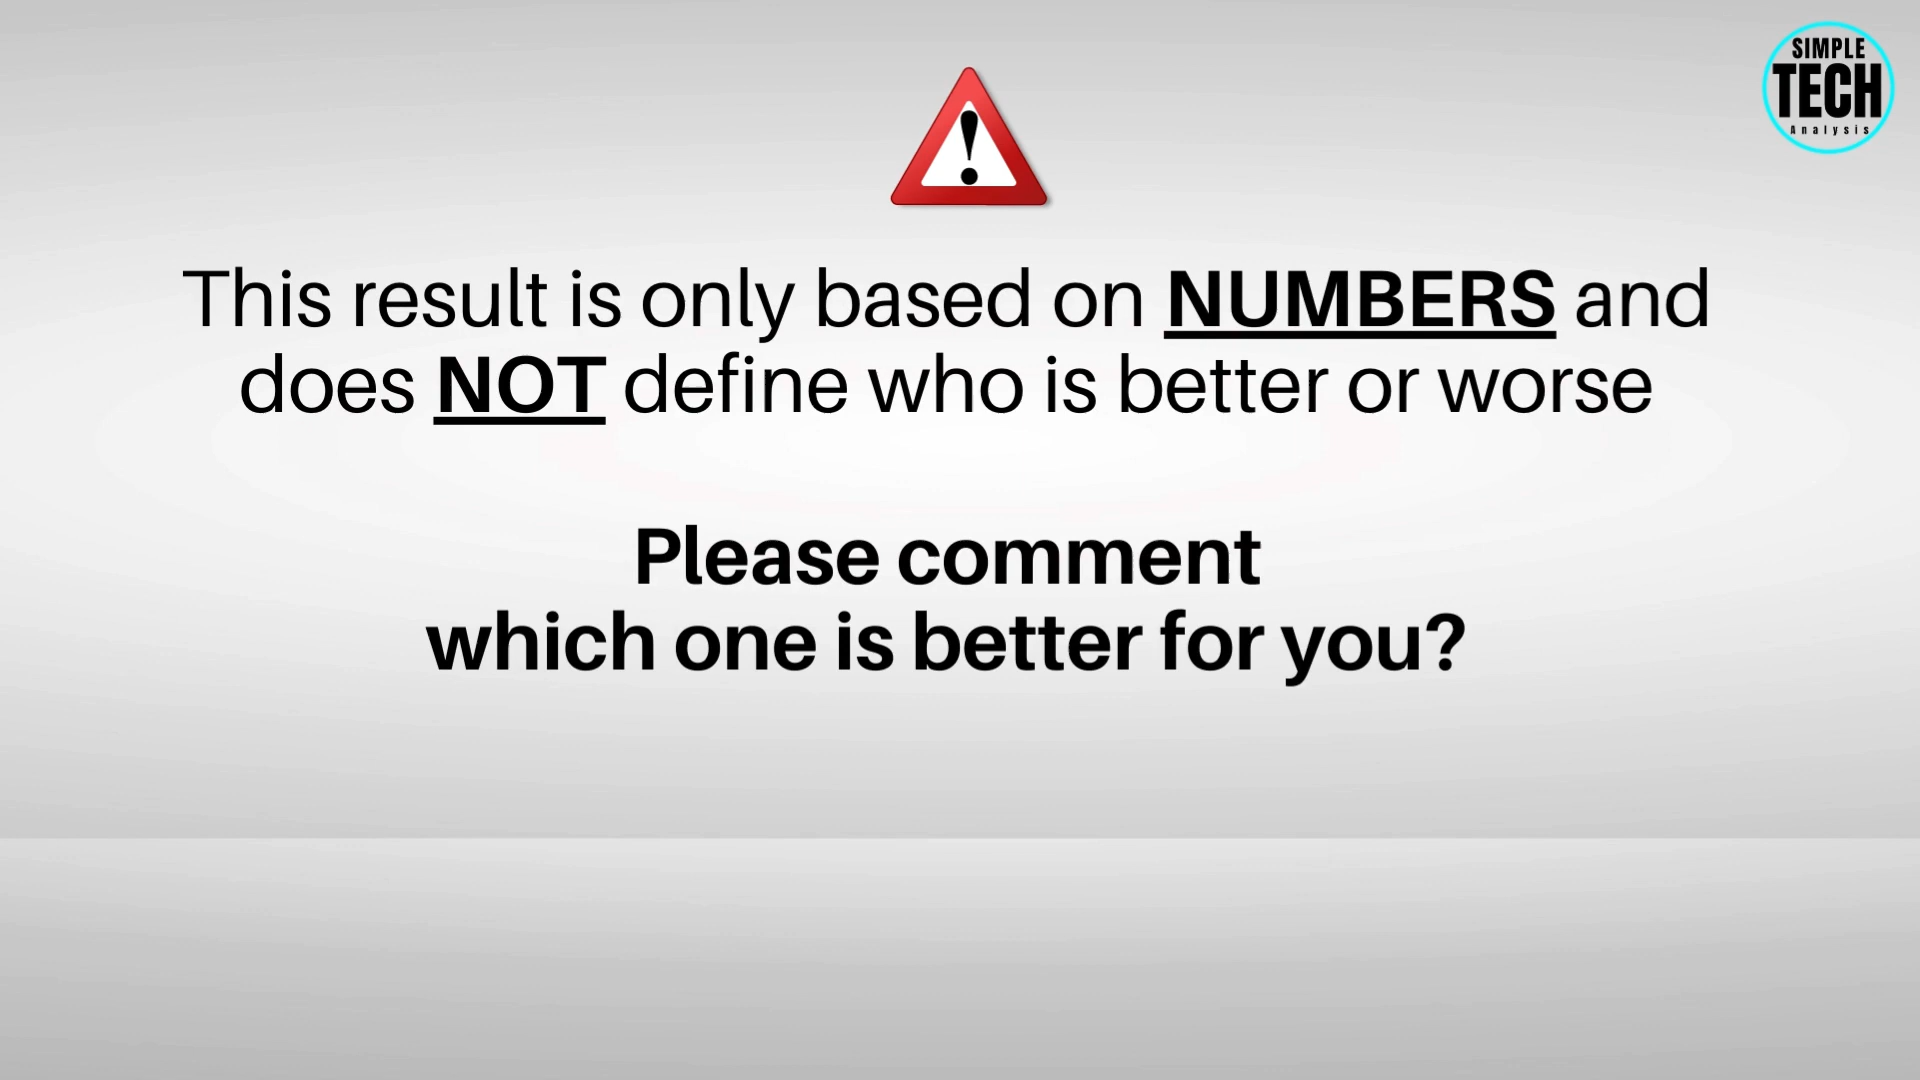 SIMPLE
TECH
Analysis
This result is only based on NUMBERS and
does NOT define who is better or worse
Please comment
which one is better for you?